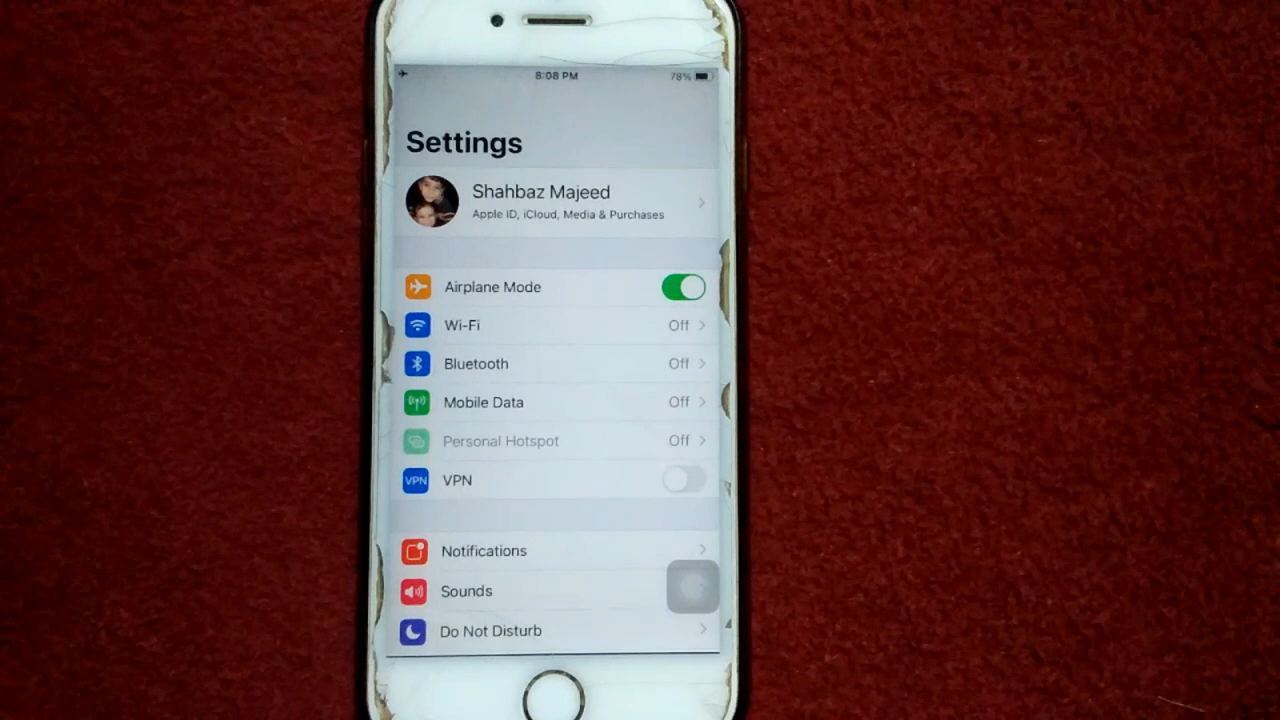 8:08 PM 78%
Settings
Shahbaz Majeed
Apple ID, iCloud, Media & Purchases
Airplane Mode
Wi-Fi Off
Bluetooth Off
Mobile Data Off
Personal Hotspot Off
VPN VPN
Notifications
Sounds
Do Not Disturb